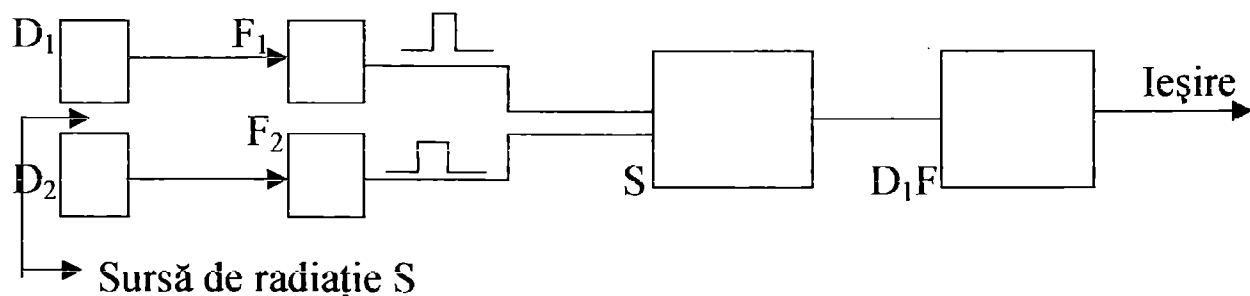 D₁
F₁
Ieşire
F₂
D₂
S
D₁F
Sursă de radiaţie S